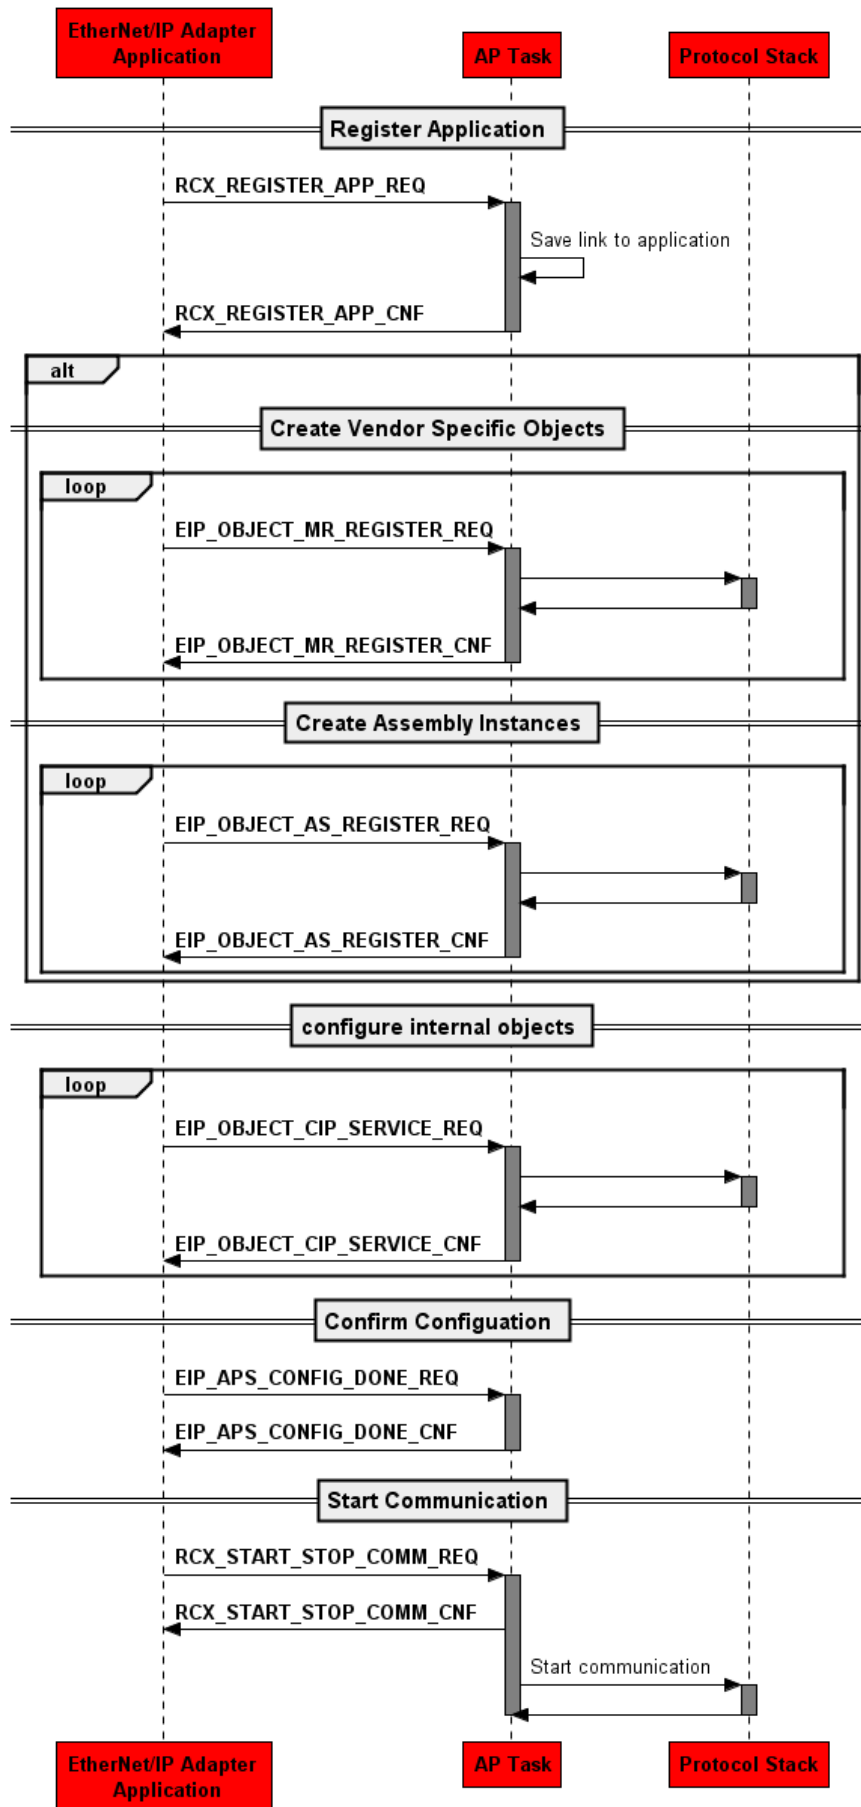 EtherNet/IP Adapter
Application
AP Task
Protocol Stack
Register Application
RCX_REGISTER_APP_REQ
Save link to application
RCX_REGISTER_APP_CNF
alt
Create Vendor Specific Objects
loop
EIP_OBJECT_MR_REGISTER_REQ
EIP_OBJECT_MR_REGISTER_CNF
Create Assembly Instances
loop
EIP_OBJECT_AS_REGISTER_REQ
EIP_OBJECT_AS_REGISTER_CNF
configure internal objects
loop
EIP_OBJECT_CIP_SERVICE_REQ
EIP_OBJECT_CIP_SERVICE_CNF
Confirm Configuation
EIP_APS_CONFIG_DONE_REQ
EIP_APS_CONFIG_DONE_CNF
Start Communication
RCX_START_STOP_COMM_REQ
RCX_START_STOP_COMM_CNF
Start communication
EtherNet/IP Adapter
Application
AP Task
Protocol Stack